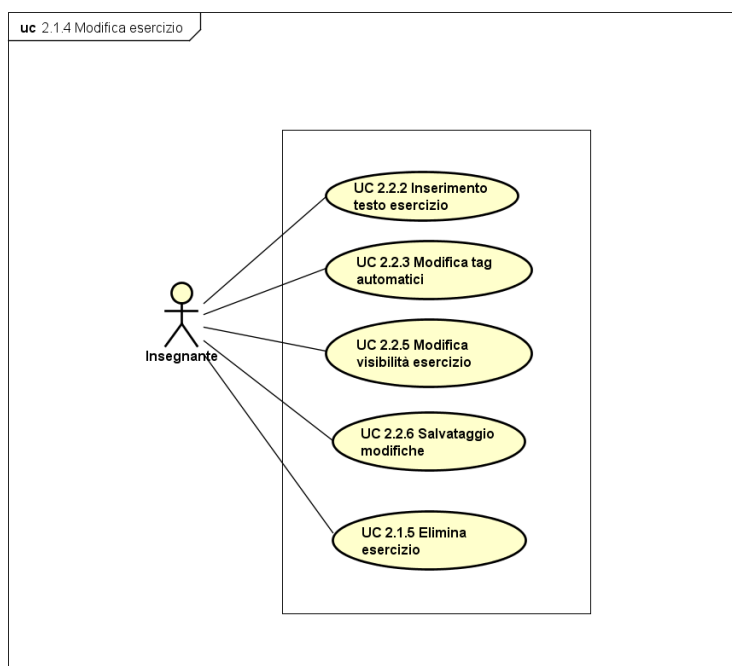 uc 2.1.4 Modifica esercizio
UC 2.2.2 Inserimento
testo esercizio
UC 2.2.3 Modifica tag
automatici
Insegnante
UC 2.2.5 Modifica
visibilità esercizio
UC 2.2.6 Salvataggio
modifiche
UC 2.1.5 Elimina
esercizio